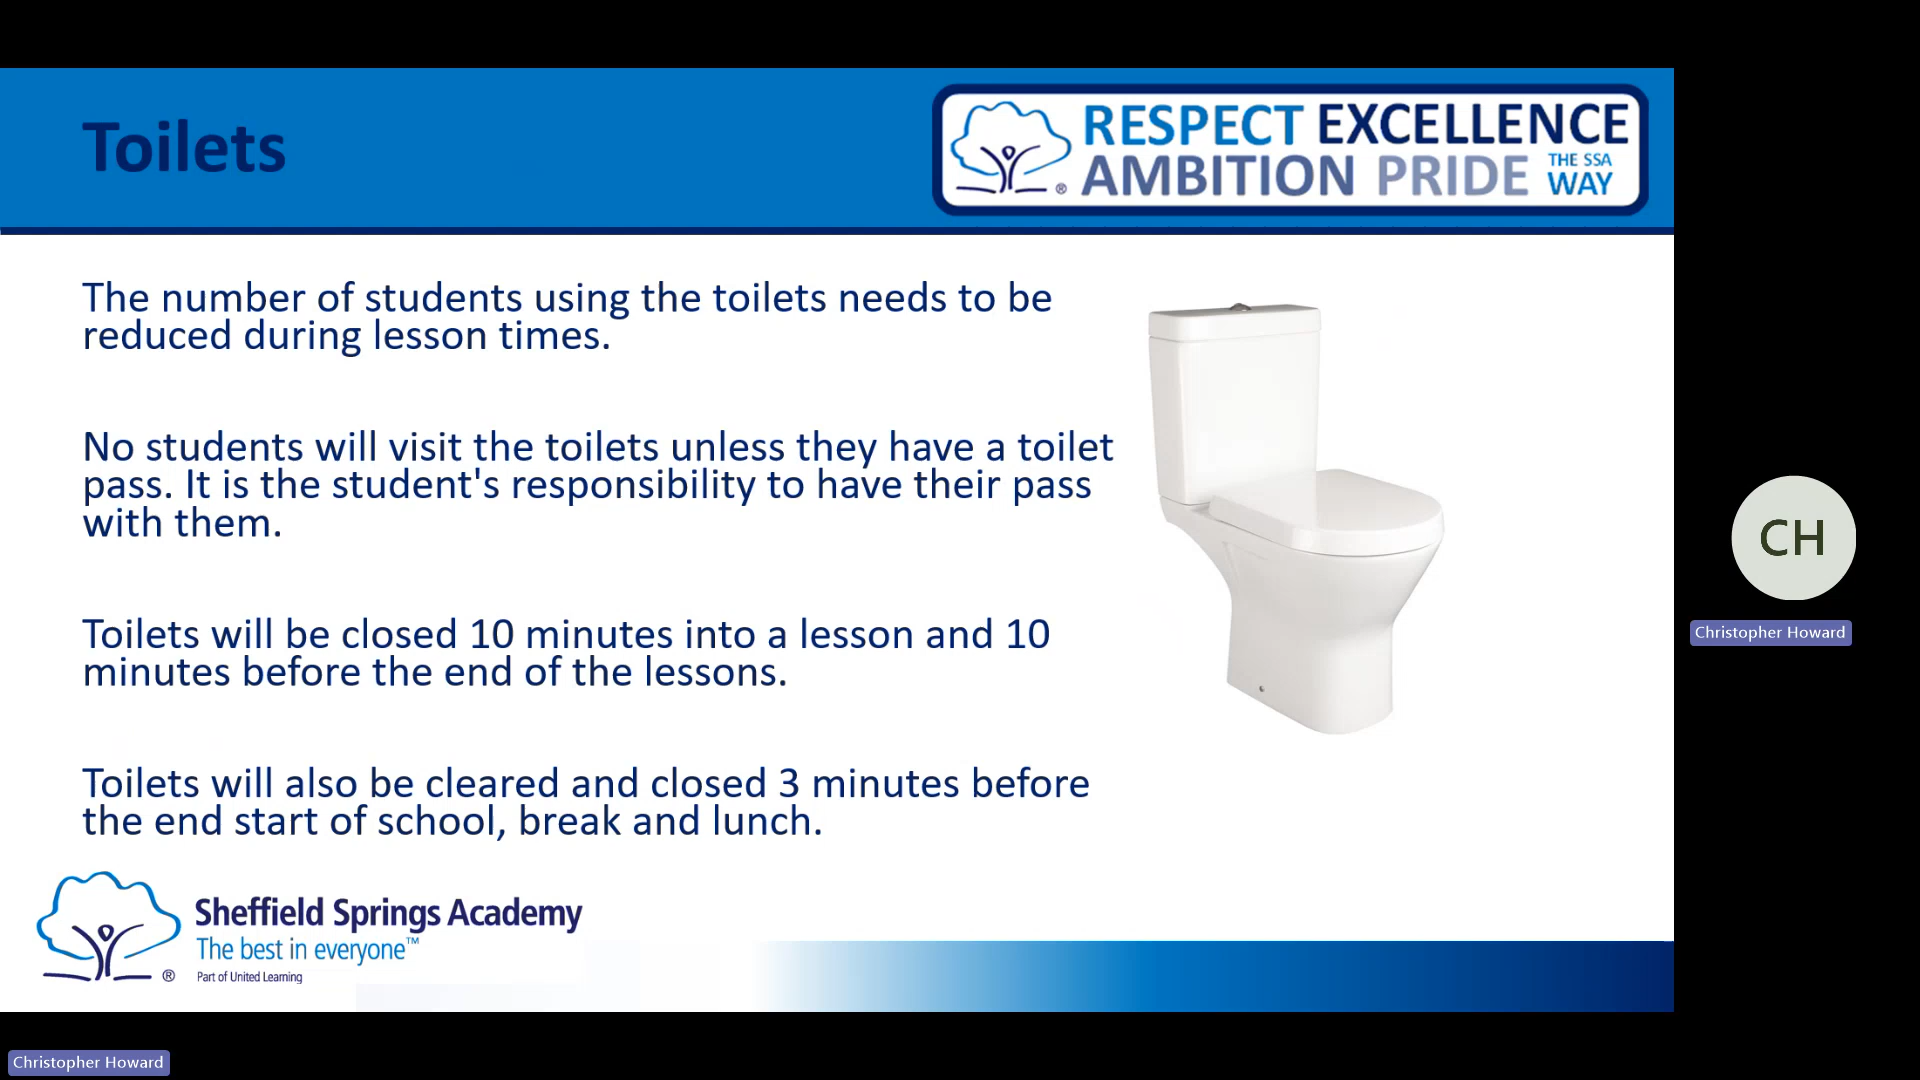 Toilets
RESPECT EXCELLENCE
AMBITION PRIDE THE SSA WAY
®
The number of students using the toilets needs to be
reduced during lesson times.
No students will visit the toilets unless they have a toilet
pass. It is the student's responsibility to have their pass
with them.
Toilets will be closed 10 minutes into a lesson and 10
minutes before the end of the lessons.
Toilets will also be cleared and closed 3 minutes before
the end start of school, break and lunch.
CH
Christopher Howard
Sheffield Springs Academy
The best in everyone™
® Part of United Learning
Christopher Howard